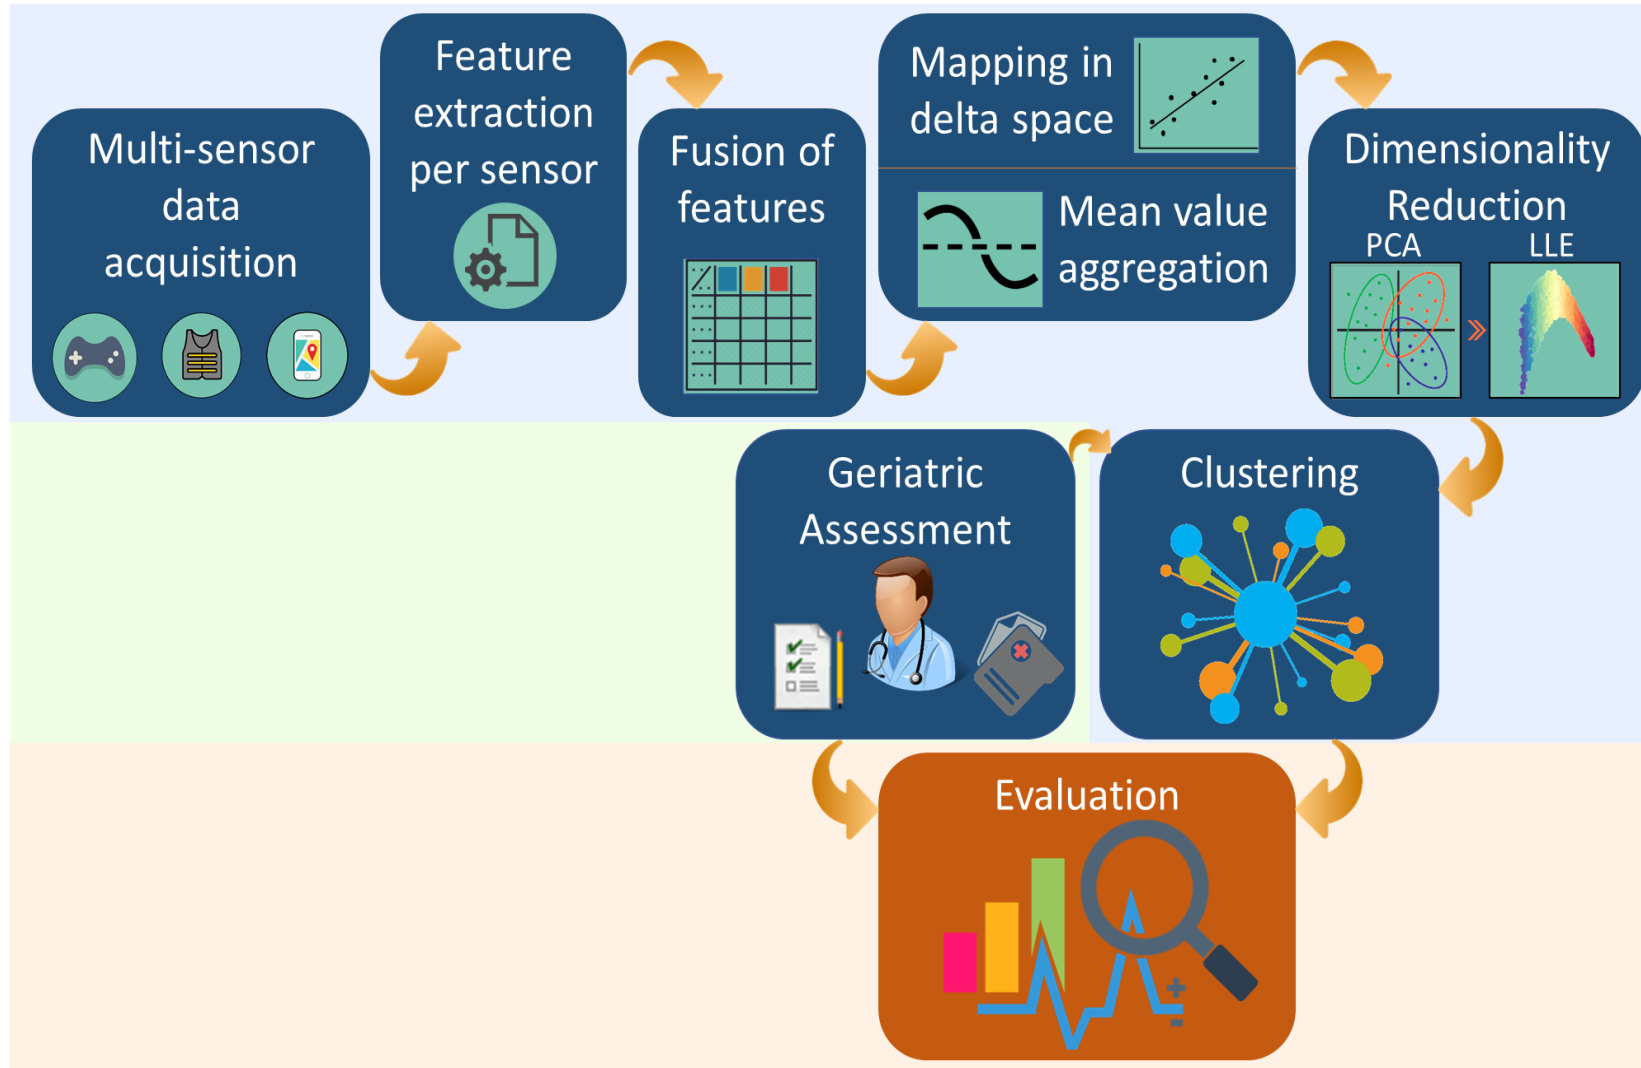 Multi-sensor
data
acquisition
Feature
extraction
per sensor
Fusion of
features
Mapping in
delta space
Mean value
aggregation
Dimensionality
Reduction
PCA
LLE
Geriatric
Assessment
Clustering
Evaluation